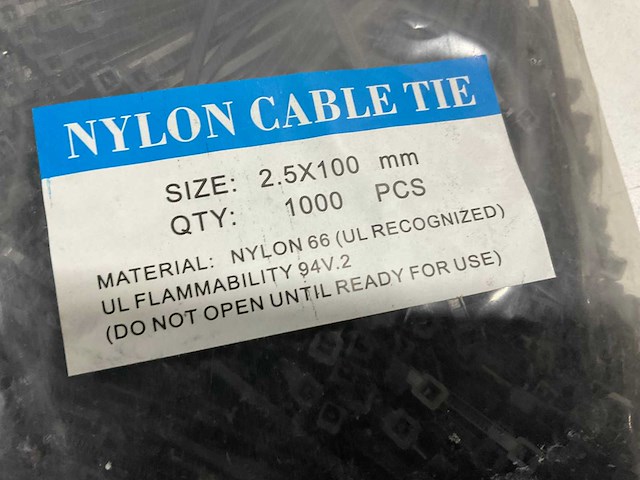 NYLON CABLE TIE
SIZE: 2.5X100 mm
QTY: 1000 PCS
MATERIAL: NYLON 66 (UL RECOGNIZED)
UL FLAMMABILITY 94V.2
(DO NOT OPEN UNTIL READY FOR USE)